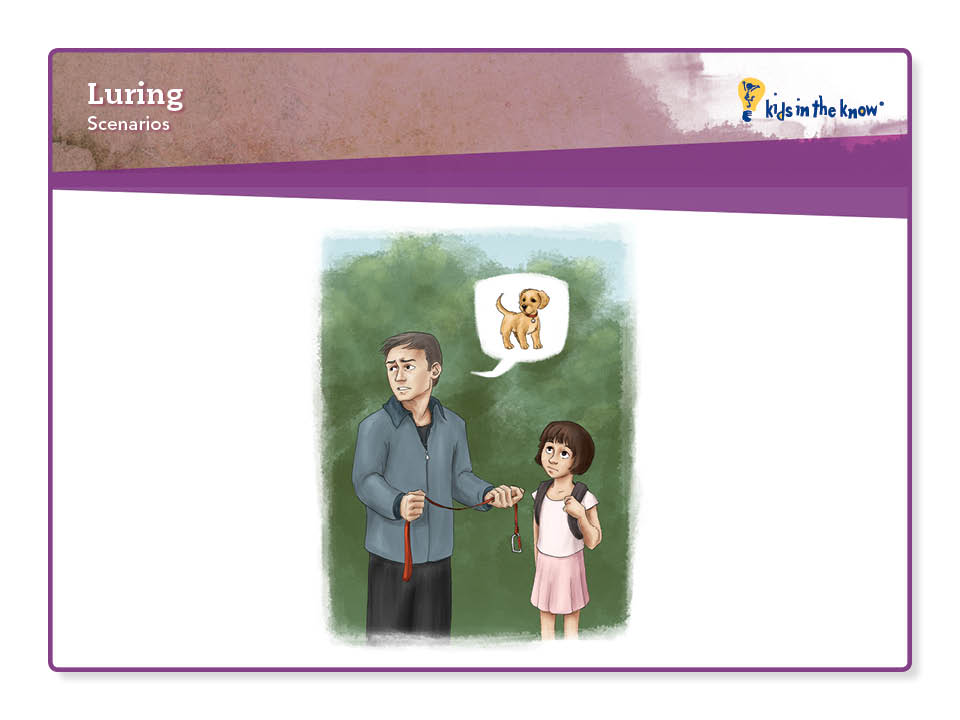 Luring
Scenarios
kids in the know®